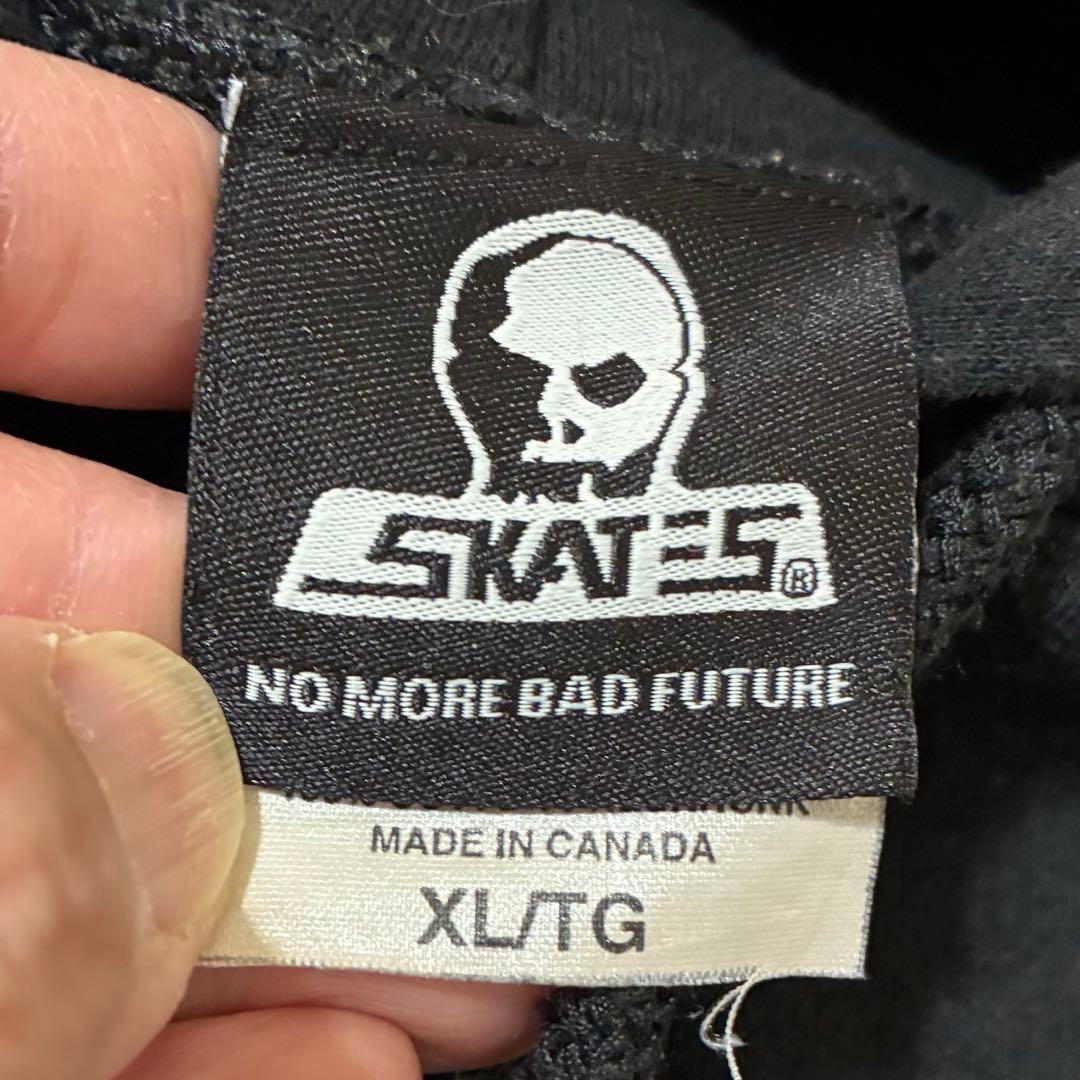 SKATES®
NO MORE BAD FUTURE
MADE IN CANADA
XL/TG